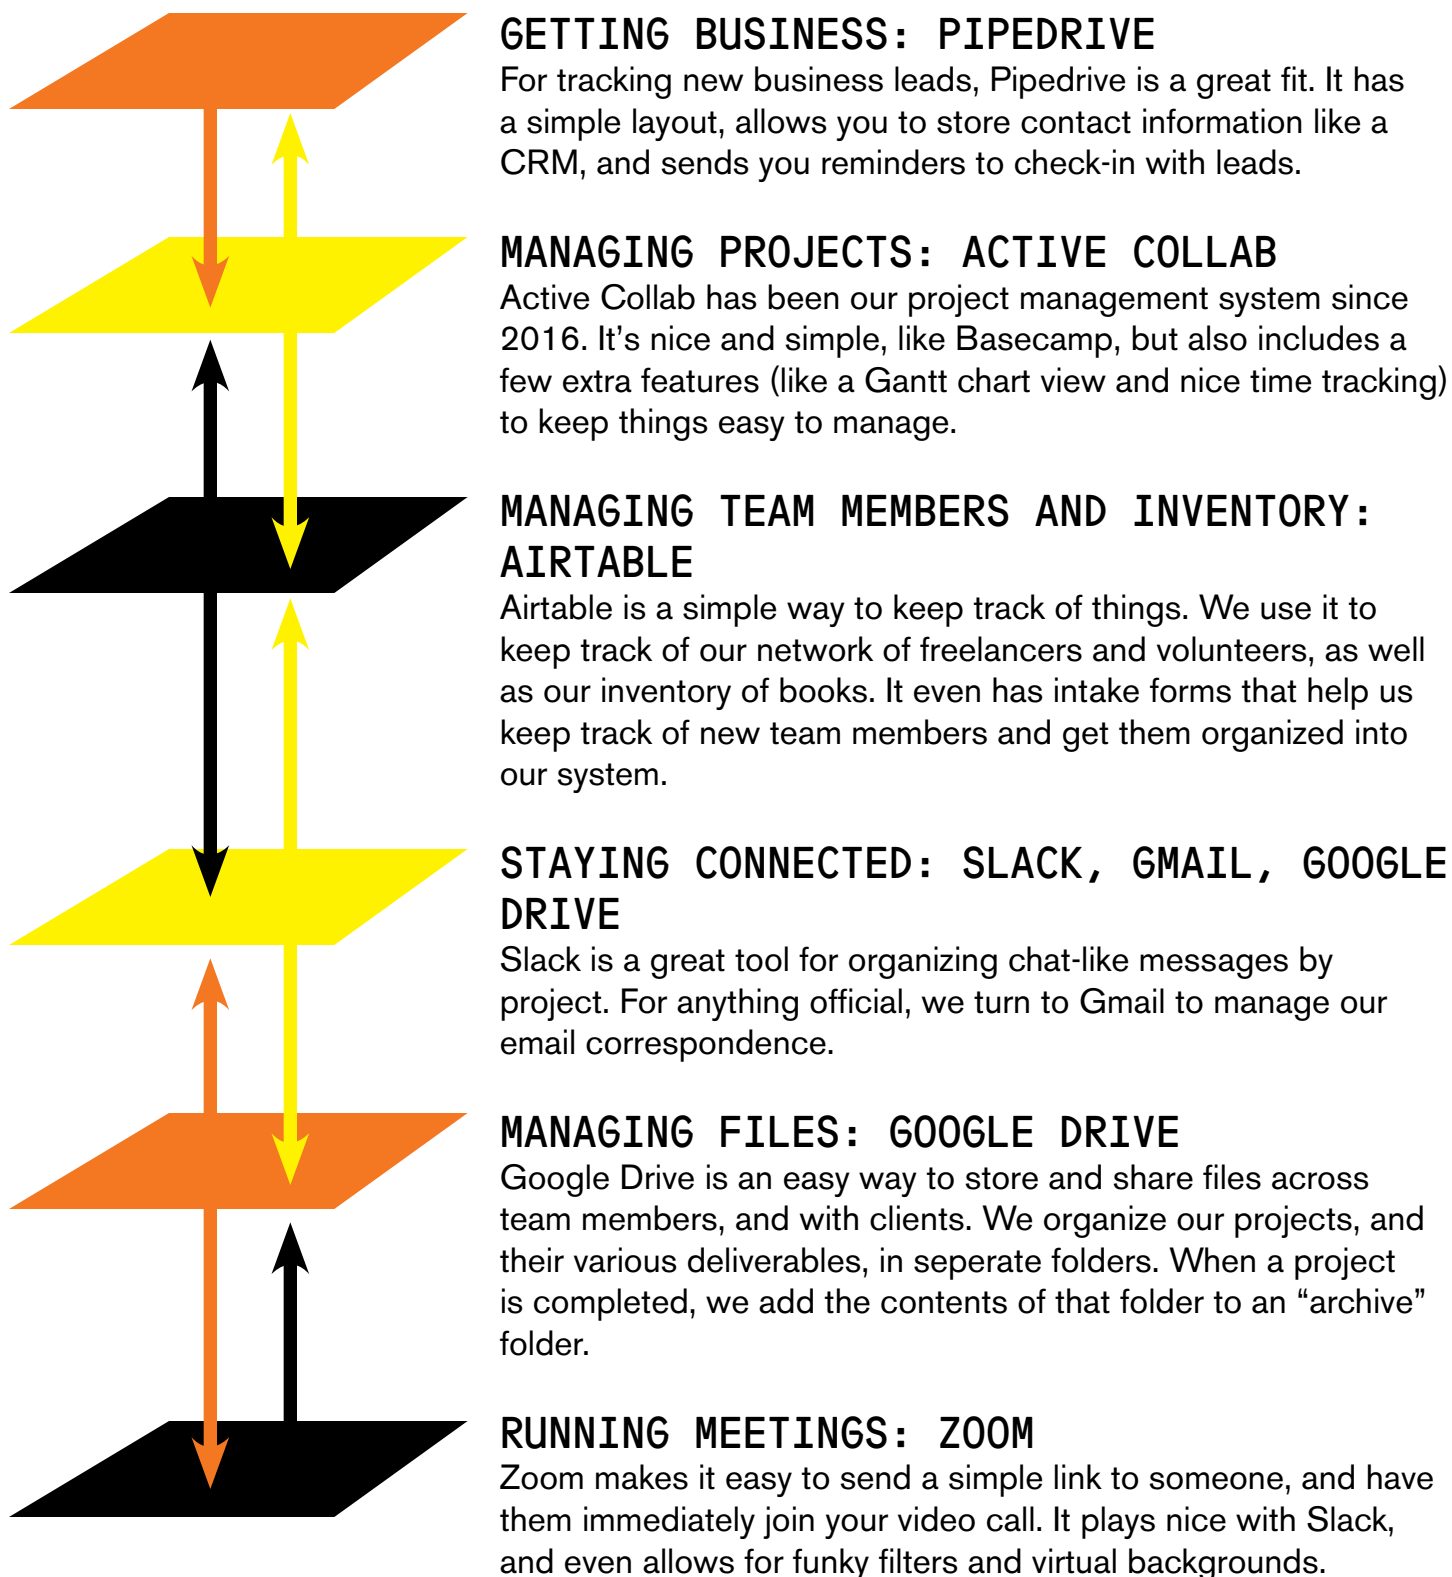 GETTING BUSINESS: PIPEDRIVE
For tracking new business leads, Pipedrive is a great fit. It has
a simple layout, allows you to store contact information like a
CRM, and sends you reminders to check-in with leads.
MANAGING PROJECTS: ACTIVE COLLAB
Active Collab has been our project management system since
2016. It’s nice and simple, like Basecamp, but also includes a
few extra features (like a Gantt chart view and nice time tracking)
to keep things easy to manage.
MANAGING TEAM MEMBERS AND INVENTORY:
AIRTABLE
Airtable is a simple way to keep track of things. We use it to
keep track of our network of freelancers and volunteers, as well
as our inventory of books. It even has intake forms that help us
keep track of new team members and get them organized into
our system.
STAYING CONNECTED: SLACK, GMAIL, GOOGLE
DRIVE
Slack is a great tool for organizing chat-like messages by
project. For anything official, we turn to Gmail to manage our
email correspondence.
MANAGING FILES: GOOGLE DRIVE
Google Drive is an easy way to store and share files across
team members, and with clients. We organize our projects, and
their various deliverables, in seperate folders. When a project
is completed, we add the contents of that folder to an “archive”
folder.
RUNNING MEETINGS: ZOOM
Zoom makes it easy to send a simple link to someone, and have
them immediately join your video call. It plays nice with Slack,
and even allows for funky filters and virtual backgrounds.